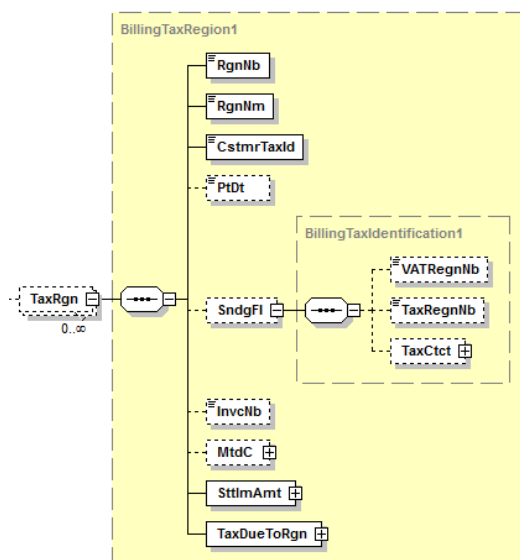 BillingTaxRegion1
RgnNb
RgnNm
CstmrTaxId
PtDt
BillingTaxIdentification1
VATRegnNb
TaxRgn
0..∞
SndgFI
TaxRegnNb
TaxCtct
InvcNb
MtdC
SttlmAmt
TaxDueToRgn